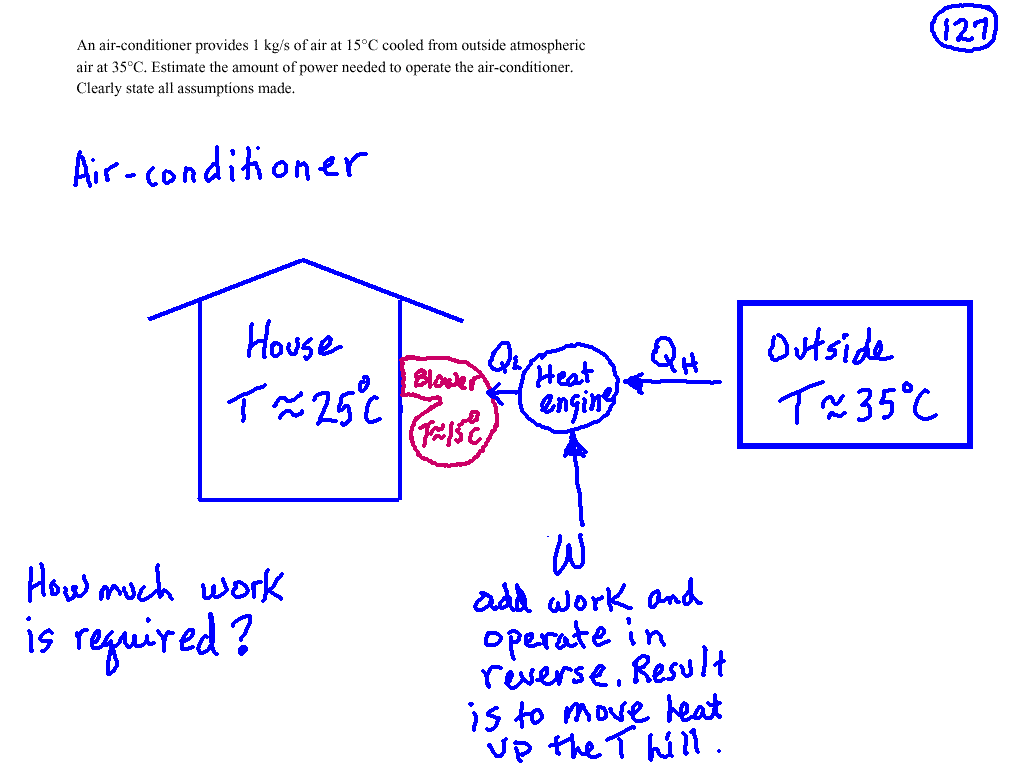 127
An air-conditioner provides 1 kg/s of air at 15°C cooled from outside atmospheric
air at 35°C. Estimate the amount of power needed to operate the air-conditioner.
Clearly state all assumptions made.
Air-conditioner
House
T ≈ 25°C
Blower
T≈15°C
QL
Heat
engine
QH
Outside
T ≈ 35°C
W
How much work
is required?
add work and
operate in
reverse. Result
is to move heat
up the T hill.